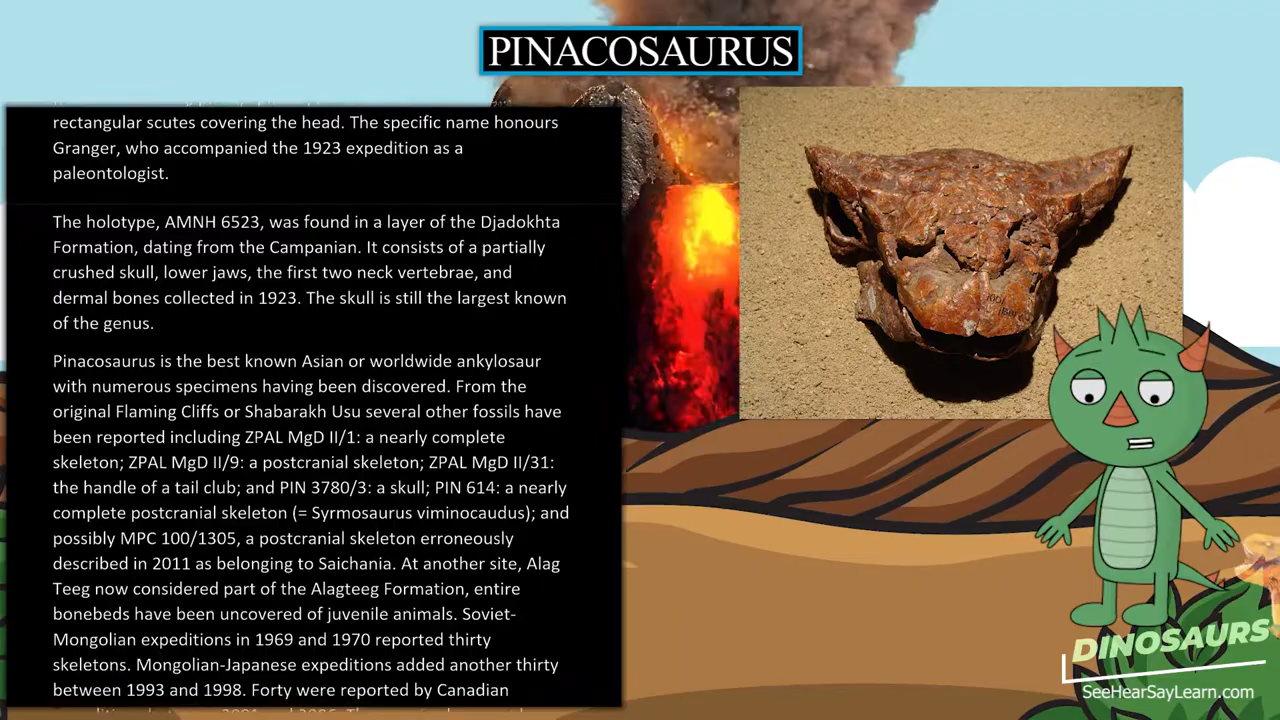 PINACOSAURUS
rectangular scutes covering the head. The specific name honours
Granger, who accompanied the 1923 expedition as a
paleontologist.
The holotype, AMNH 6523, was found in a layer of the Djadokhta
Formation, dating from the Campanian. It consists of a partially
crushed skull, lower jaws, the first two neck vertebrae, and
dermal bones collected in 1923. The skull is still the largest known
of the genus.
Pinacosaurus is the best known Asian or worldwide ankylosaur
with numerous specimens having been discovered. From the
original Flaming Cliffs or Shabarakh Usu several other fossils have
been reported including ZPAL MgD II/1: a nearly complete
skeleton; ZPAL MgD II/9: a postcranial skeleton; ZPAL MgD II/31:
the handle of a tail club; and PIN 3780/3: a skull; PIN 614: a nearly
complete postcranial skeleton (= Syrmosaurus viminocaudus); and
possibly MPC 100/1305, a postcranial skeleton erroneously
described in 2011 as belonging to Saichania. At another site, Alag
Teeg now considered part of the Alagteeg Formation, entire
bonebeds have been uncovered of juvenile animals. Soviet-
Mongolian expeditions in 1969 and 1970 reported thirty
skeletons. Mongolian-Japanese expeditions added another thirty
between 1993 and 1998. Forty were reported by Canadian
DINOSAURS
SeeHearSayLearn.com